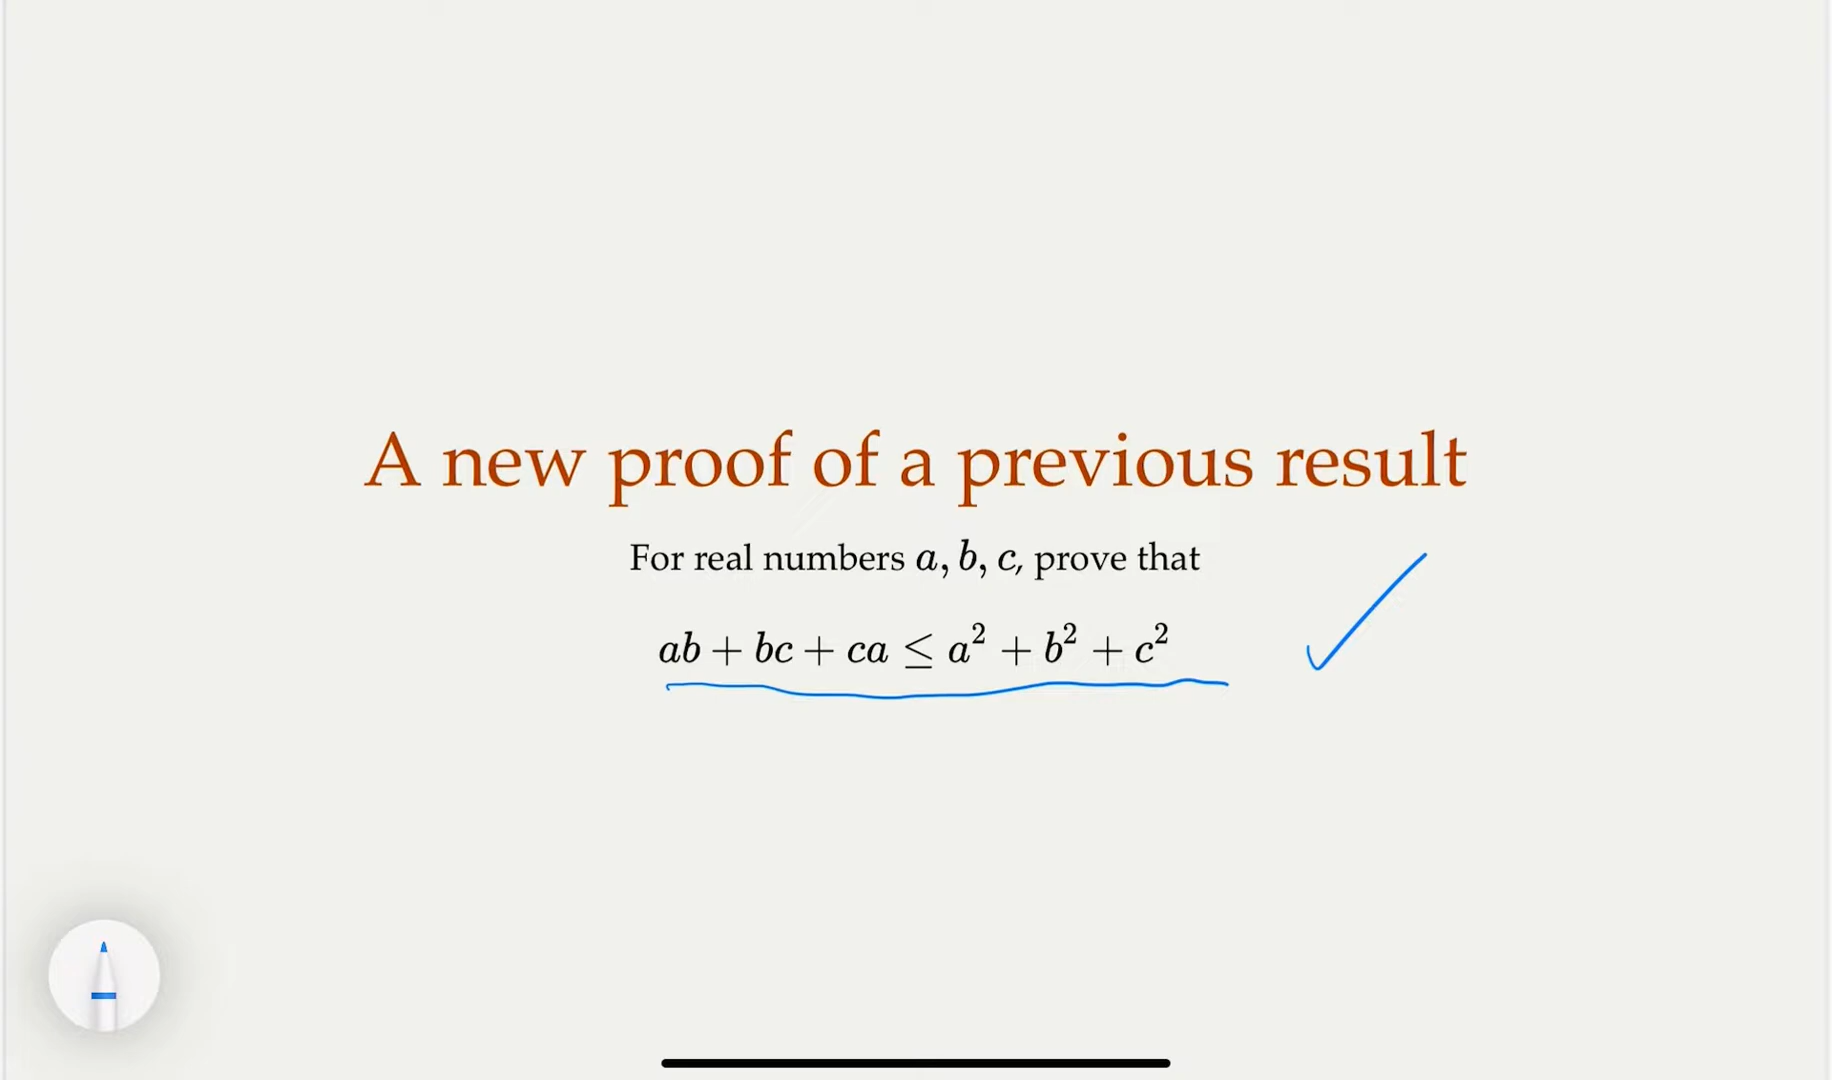 A new proof of a previous result
For real numbers a, b, c, prove that
ab + bc + ca ≤ a² + b² + c²